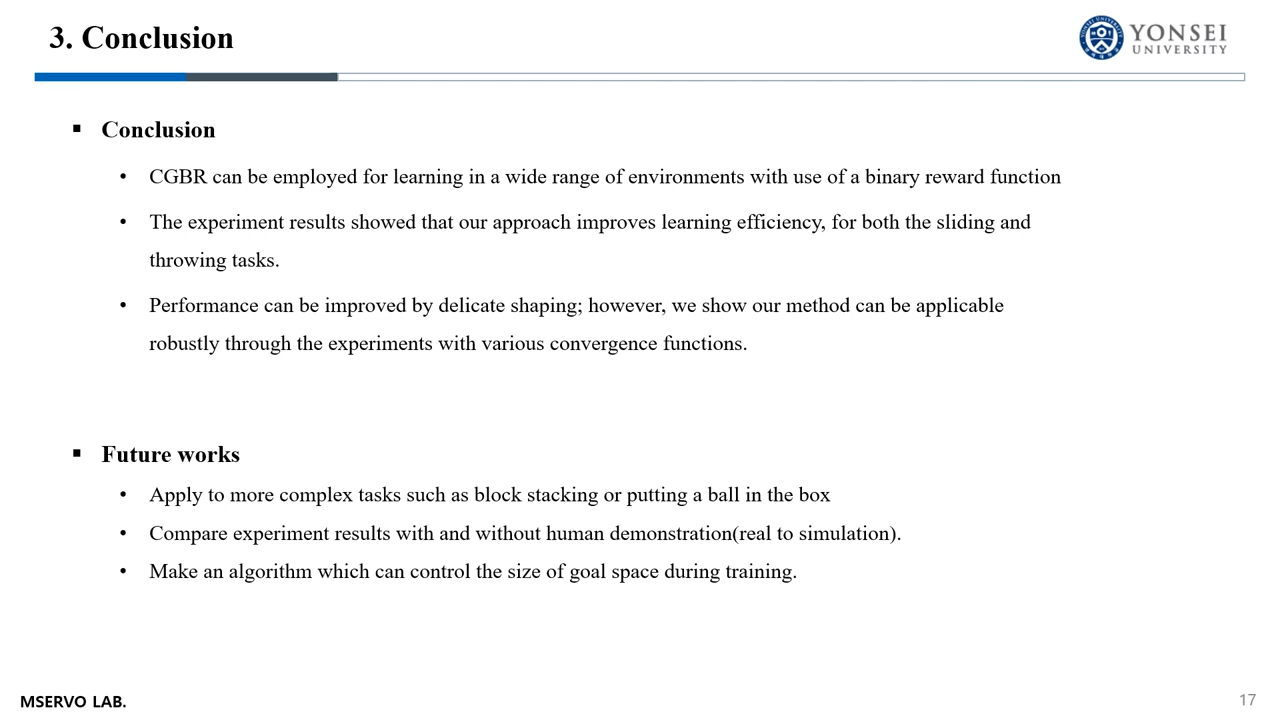 3. Conclusion
YONSEI
UNIVERSITY
▪ Conclusion
• CGBR can be employed for learning in a wide range of environments with use of a binary reward function
• The experiment results showed that our approach improves learning efficiency, for both the sliding and
throwing tasks.
• Performance can be improved by delicate shaping; however, we show our method can be applicable
robustly through the experiments with various convergence functions.
▪ Future works
• Apply to more complex tasks such as block stacking or putting a ball in the box
• Compare experiment results with and without human demonstration(real to simulation).
• Make an algorithm which can control the size of goal space during training.
MSERVO LAB.
17